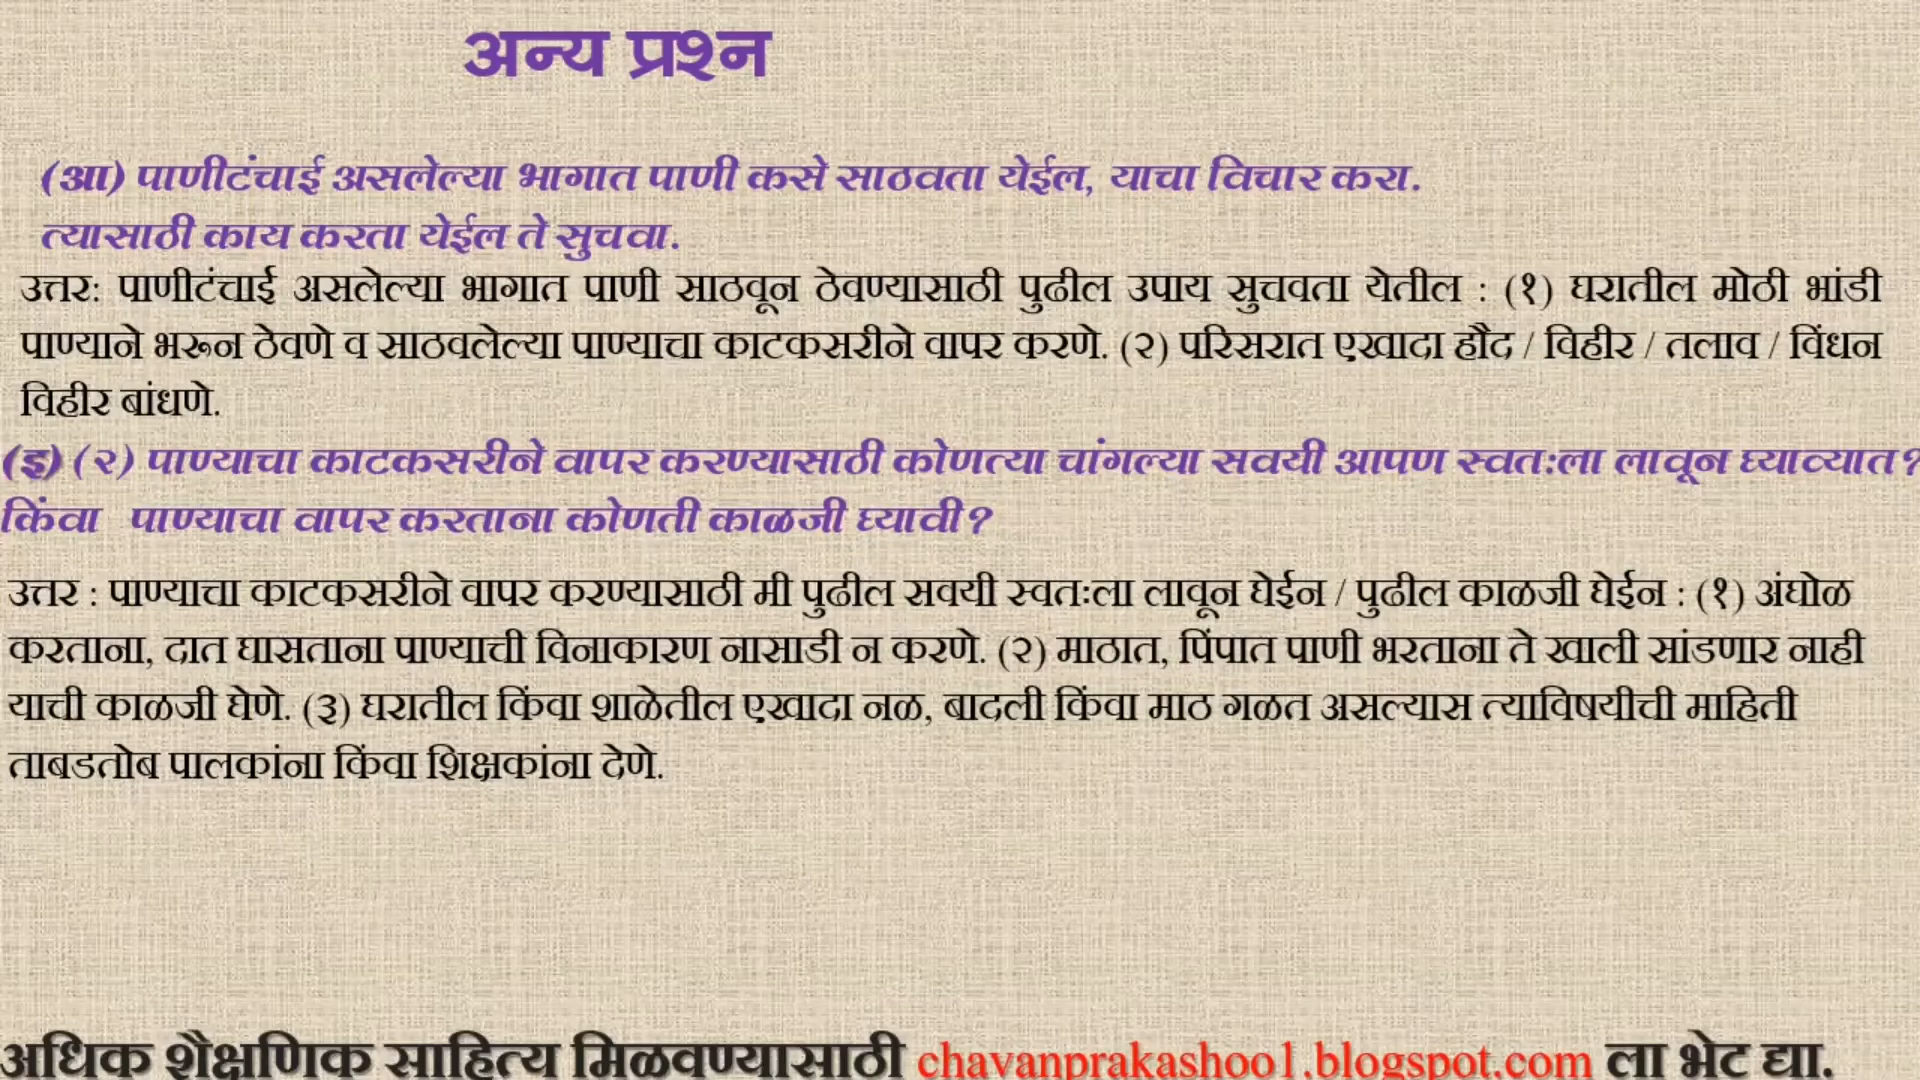 अन्य प्रश्न
(आ) पाणीटंचाई असलेल्या भागात पाणी कसे साठवता येईल, याचा विचार करा.
त्यासाठी काय करता येईल ते सुचवा.
उत्तर: पाणीटंचाई असलेल्या भागात पाणी साठवून ठेवण्यासाठी पुढील उपाय सुचवता येतील : (१) घरातील मोठी भांडी
पाण्याने भरून ठेवणे व साठवलेल्या पाण्याचा काटकसरीने वापर करणे. (२) परिसरात एखादा हौद / विहीर / तलाव / विंधन
विहीर बांधणे.
(इ) (२) पाण्याचा काटकसरीने वापर करण्यासाठी कोणत्या चांगल्या सवयी आपण स्वतःला लावून घ्याव्यात?
किंवा पाण्याचा वापर करताना कोणती काळजी घ्यावी?
उत्तर : पाण्याचा काटकसरीने वापर करण्यासाठी मी पुढील सवयी स्वतःला लावून घेईन / पुढील काळजी घेईन : (१) अंघोळ
करताना, दात घासताना पाण्याची विनाकारण नासाडी न करणे. (२) माठात, पिंपात पाणी भरताना ते खाली सांडणार नाही
याची काळजी घेणे. (३) घरातील किंवा शाळेतील एखादा नळ, बादली किंवा माठ गळत असल्यास त्याविषयीची माहिती
ताबडतोब पालकांना किंवा शिक्षकांना देणे.
अधिक शैक्षणिक साहित्य मिळवण्यासाठी chavanprakashoo1.blogspot.com ला भेट द्या.